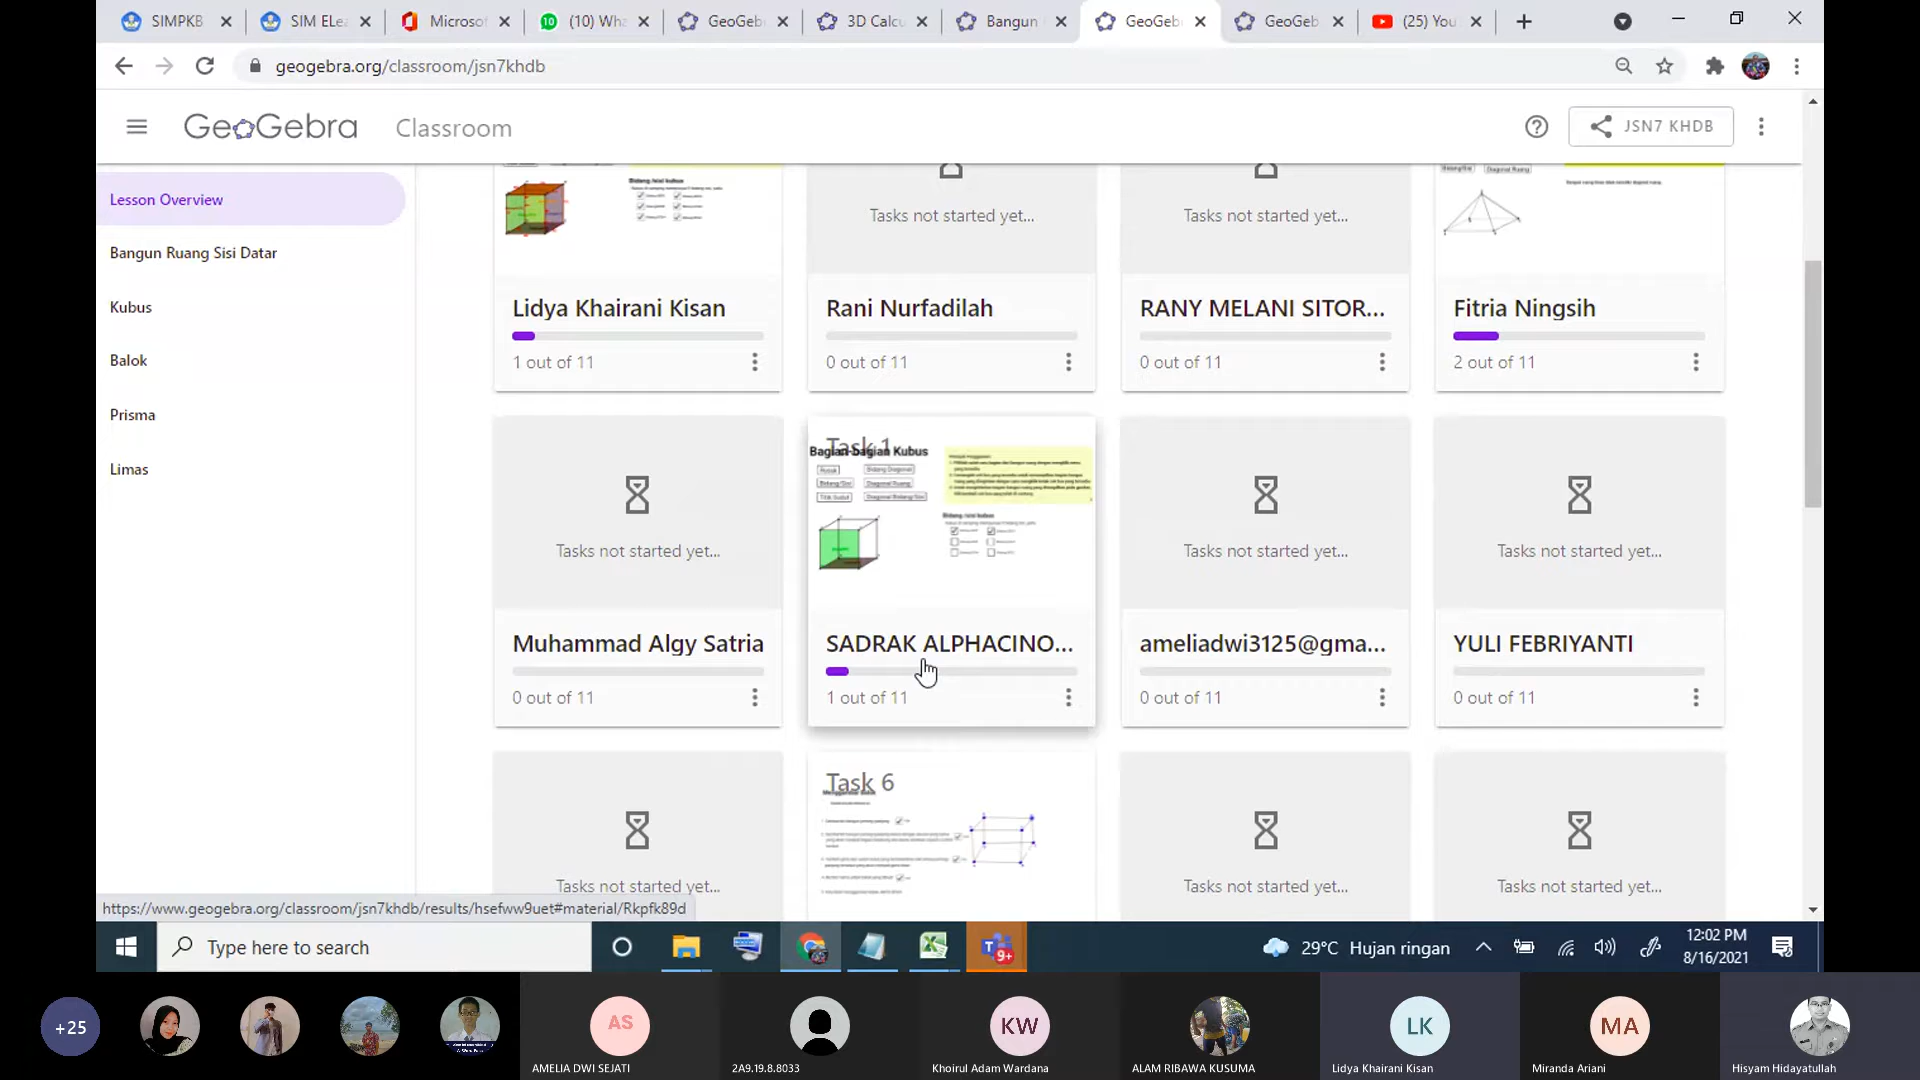 SIMPKB
SIM ELea
Microsof
(10) Wha
GeoGeb
3D Calcu
Bangun
GeoGeb
GeoGeb
(25) You
geogebra.org/classroom/jsn7khdb
GeoGebra Classroom
JSN7 KHDB
Lesson Overview
Bangun Ruang Sisi Datar
Kubus
Balok
Prisma
Limas
Tasks not started yet...
Tasks not started yet...
Lidya Khairani Kisan
1 out of 11
Rani Nurfadilah
0 out of 11
RANY MELANI SITOR...
0 out of 11
Fitria Ningsih
2 out of 11
Tasks not started yet...
Task 1
Bagian-bagian Kubus
Tasks not started yet...
Tasks not started yet...
Muhammad Algy Satria
0 out of 11
SADRAK ALPHACINO...
1 out of 11
ameliadwi3125@gma...
0 out of 11
YULI FEBRIYANTI
0 out of 11
Tasks not started yet...
Task 6
Tasks not started yet...
Tasks not started yet...
https://www.geogebra.org/classroom/jsn7khdb/results/hsefww9uet#material/Rkpfk89d
Type here to search
9+
29°C Hujan ringan
12:02 PM
8/16/2021
+25
AS
AMELIA DWI SEJATI
2A9.19.8.8033
KW
Khoirul Adam Wardana
ALAM RIBAWA KUSUMA
LK
Lidya Khairani Kisan
MA
Miranda Ariani
Hisyam Hidayatullah